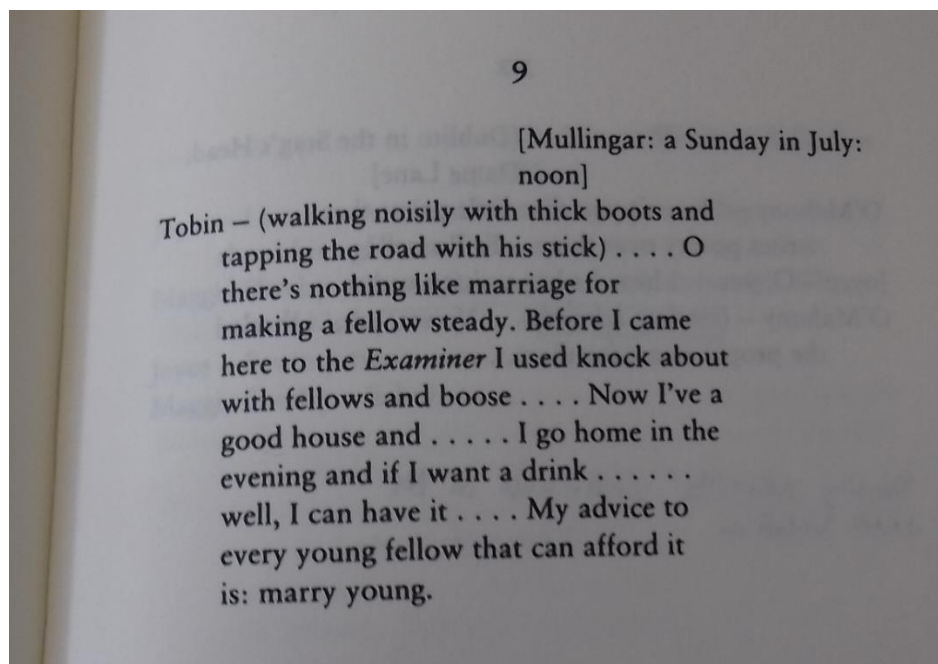 9
[Mullingar: a Sunday in July:
noon]
Tobin – (walking noisily with thick boots and
tapping the road with his stick) . . . . O
there's nothing like marriage for
making a fellow steady. Before I came
here to the Examiner I used knock about
with fellows and boose . . . . Now I've a
good house and . . . . . I go home in the
evening and if I want a drink . . . . . .
well, I can have it . . . . My advice to
every young fellow that can afford it
is: marry young.